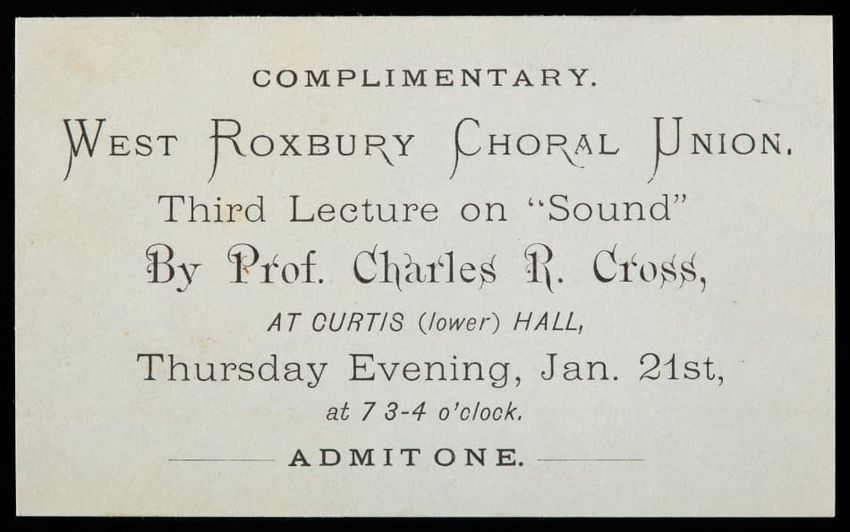 COMPLIMENTARY.
WEST ROXBURY CHORAL UNION.
Third Lecture on “Sound”
By Prof. Charles R. Cross,
AT CURTIS (lower) HALL,
Thursday Evening, Jan. 21st,
at 7 3-4 o'clock.
ADMIT ONE.